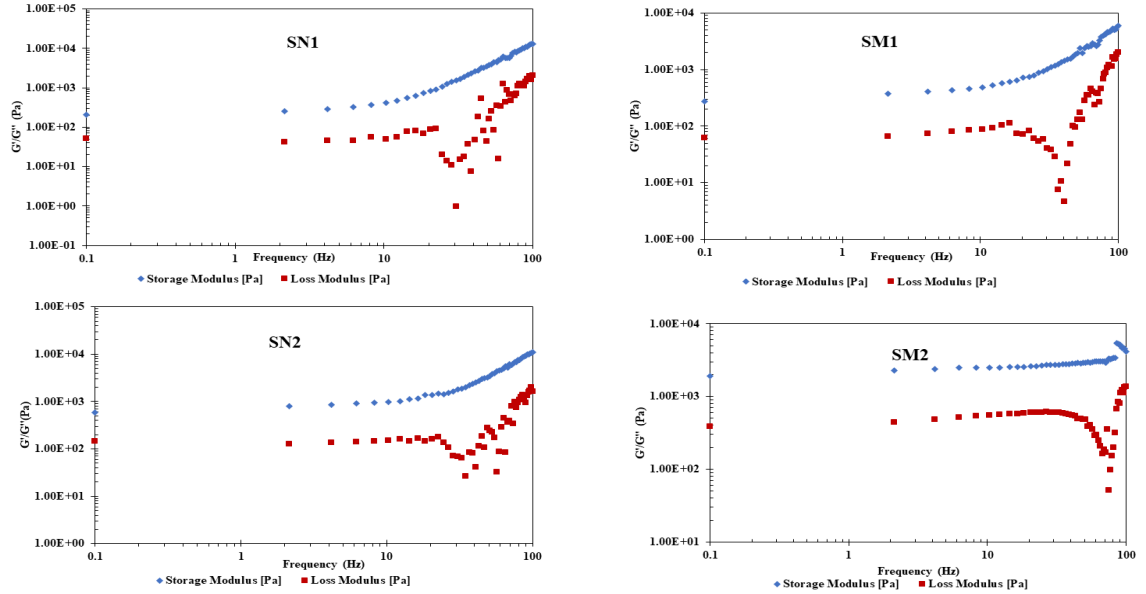 SN1
G'/G" (Pa)
1.00E+05
1.00E+04
1.00E+03
1.00E+02
1.00E+01
1.00E+00
1.00E-01
0.1
1
10
100
Frequency (Hz)
Storage Modulus [Pa]
Loss Modulus [Pa]
SM1
G'/G" (Pa)
1.00E+04
1.00E+03
1.00E+02
1.00E+01
1.00E+00
0.1
1
10
100
Frequency (Hz)
Storage Modulus [Pa]
Loss Modulus [Pa]
SN2
G'/G"(Pa)
1.00E+05
1.00E+04
1.00E+03
1.00E+02
1.00E+01
1.00E+00
0.1
1
10
100
Frequency (Hz)
Storage Modulus [Pa]
Loss Modulus [Pa]
SM2
G'/G" (Pa)
1.00E+04
1.00E+03
1.00E+02
1.00E+01
0.1
1
10
100
Frequency (Hz)
Storage Modulus [Pa]
Loss Modulus [Pa]